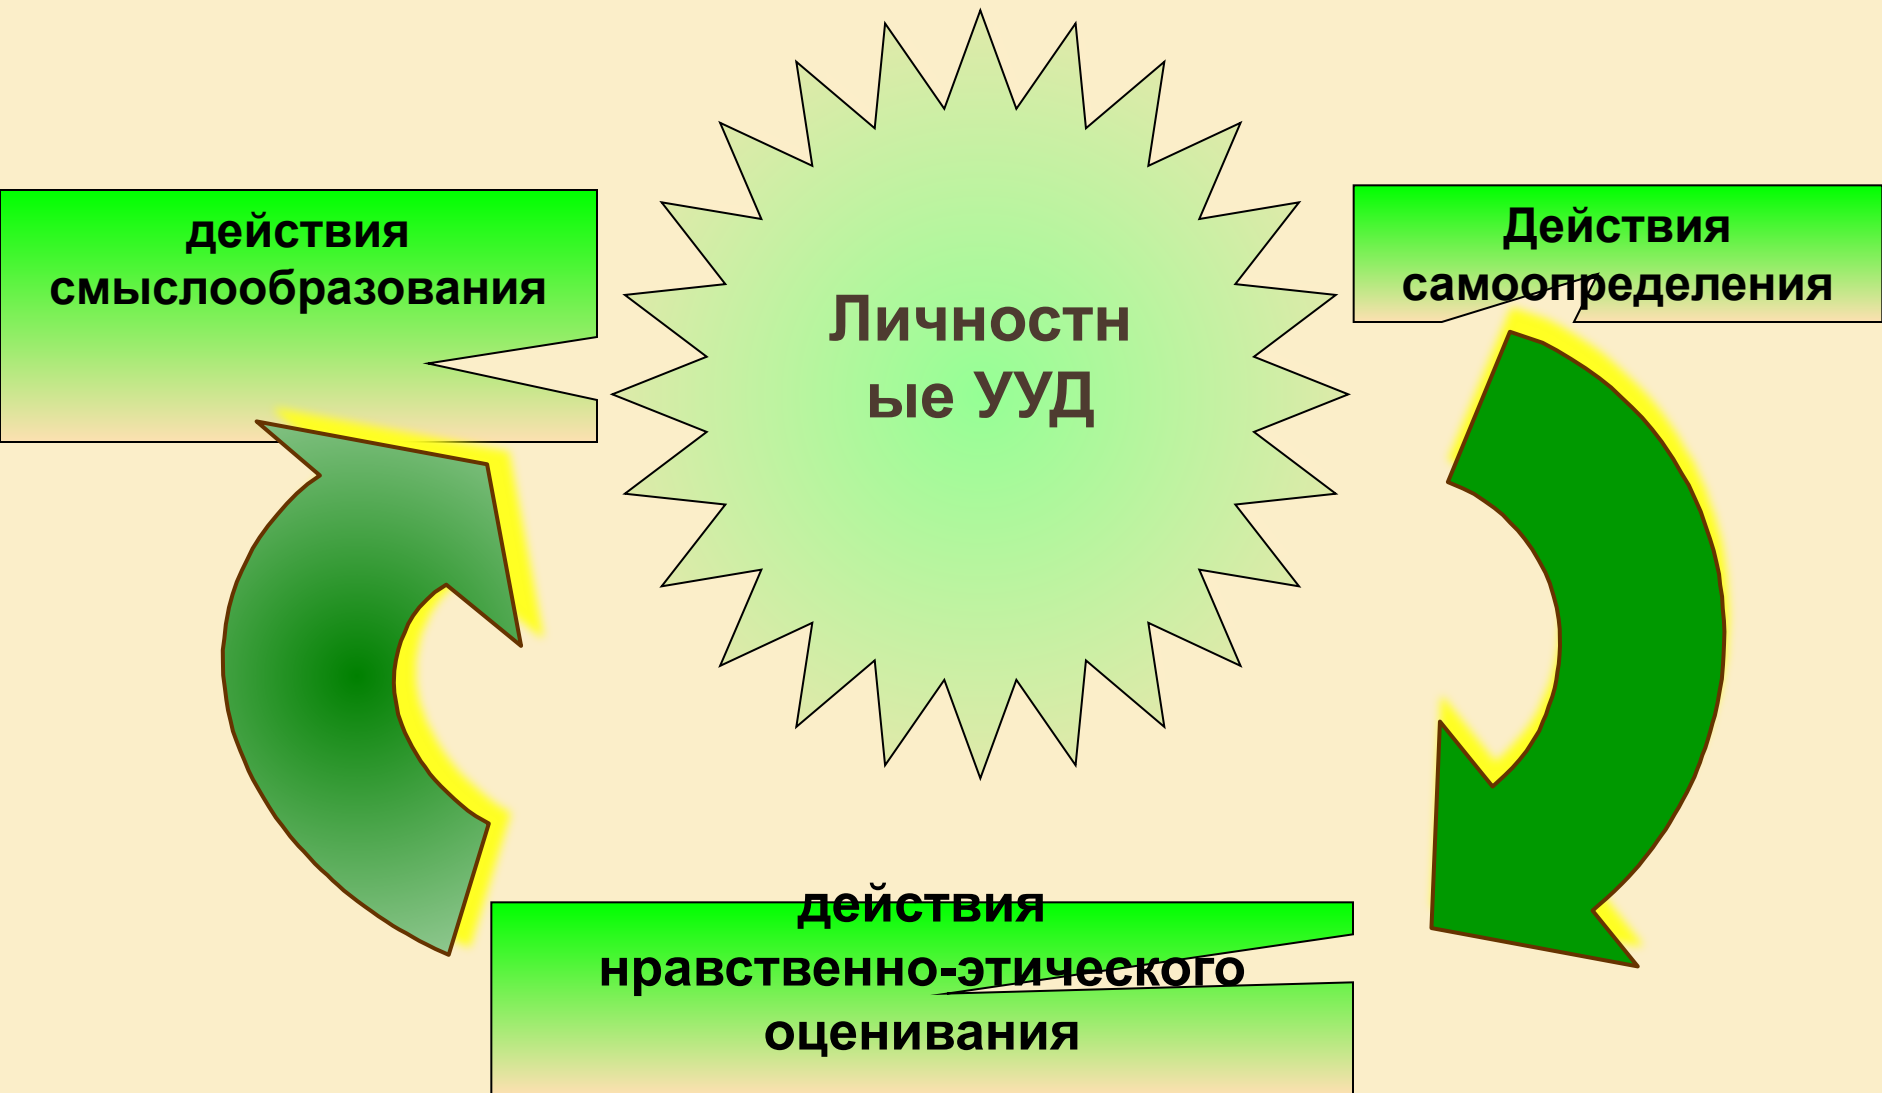 действия
смыслообразования
Личностн
ые УУД
Действия
самоопределения
действия
нравственно-этического
оценивания